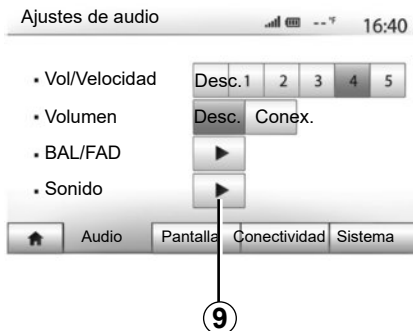 Ajustes de audio --°F 16:40
• Vol/Velocidad Desc. 1 2 3 4 5
• Volumen Desc. Conex.
• BAL/FAD
• Sonido
Audio Pantalla Conectividad Sistema
9